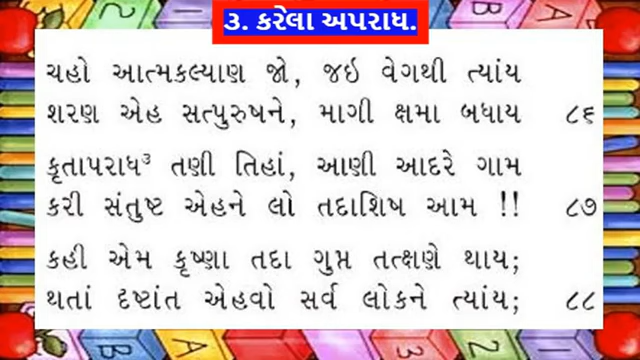 ૩. કરેલા અપરાધ.
ચહો આત્મકલ્યાણ જો, જઇ વેગથી ત્યાંય
શરણ એહ સત્પુરુષને, માગી ક્ષમા બધાય ૮૬
કૃતાપરાધ³ તણી તિહાં, આણી આદરે ગામ
કરી સંતુષ્ટ એહને લો તદાશિષ આમ !! ૮૭
કહી એમ કૃષ્ણા તદા ગુપ્ત તત્ક્ષણે થાય;
થતાં દષ્ટાંત એહવો સર્વ લોકને ત્યાંય; ૮૮